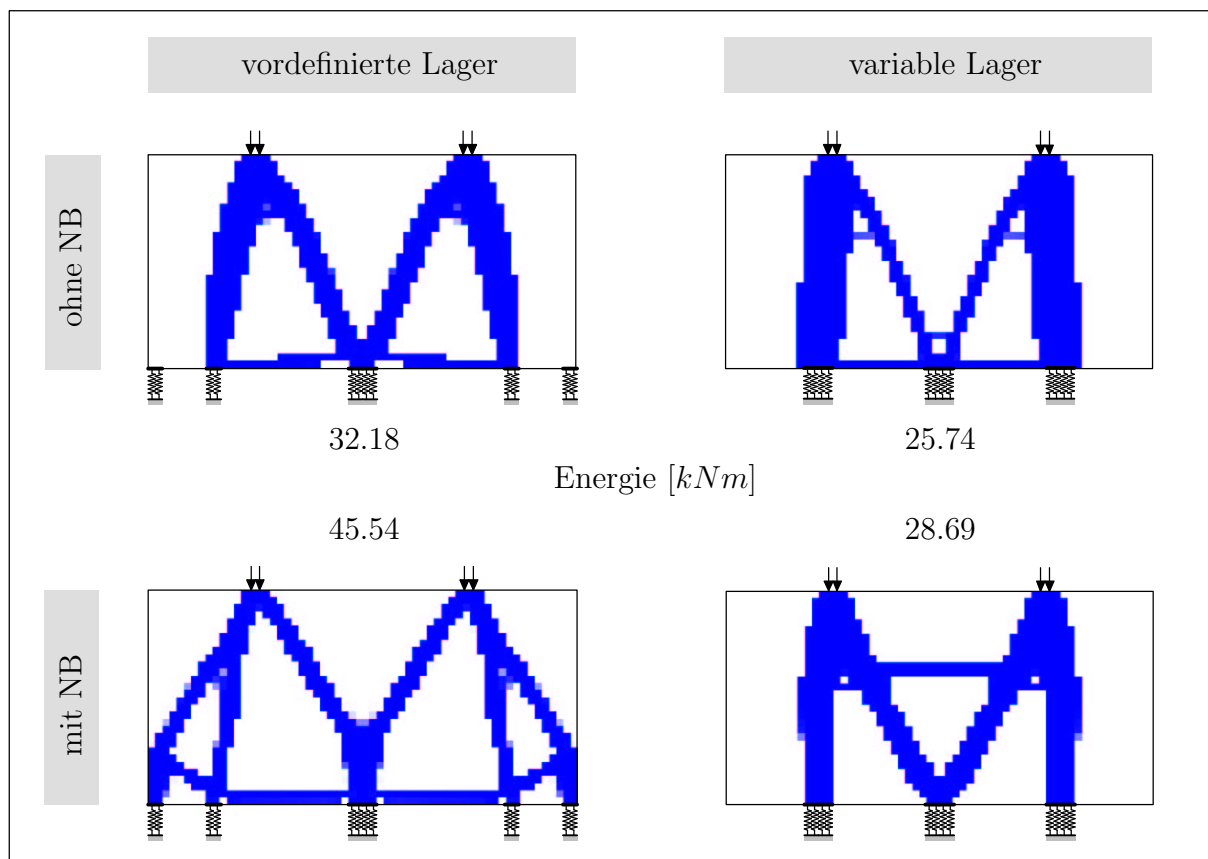 vordefinierte Lager
variable Lager
ohne NB
32.18
25.74
Energie [kNm]
45.54
28.69
mit NB